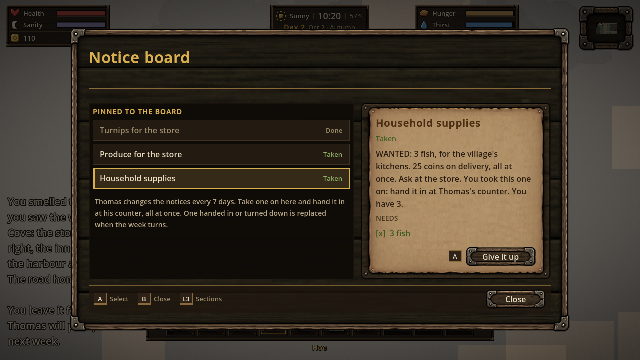 Health
Sanity
110
Sunny 10:20 57%
Hunger
Thirst
Notice board
PINNED TO THE BOARD
Turnips for the store Done
Produce for the store Taken
Household supplies Taken
Thomas changes the notices every 7 days. Take one on here and hand it in
at his counter, all at once. One handed in or turned down is replaced
when the week turns.
Household supplies
Taken
WANTED: 3 fish, for the village's
kitchens. 25 coins on delivery, all at
once. Ask at the store. You took this one
on: hand it in at Thomas's counter. You
have 3.
NEEDS
[x] 3 fish
A Give it up
A Select B Close L3 Sections
Close
You smelled
you saw the
Cove: the sto
right, the inn
the harbour a
The road
You leave it
Thomas will
next week.